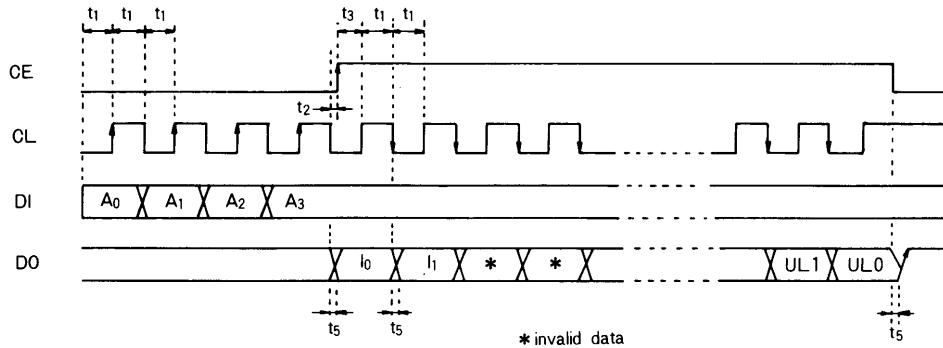 t1 t1 t1 t3 t1 t1
CE
t2
CL
DI A0 A1 A2 A3
DO I0 I1 * * UL1 UL0
t5 t5 t5
* invalid data